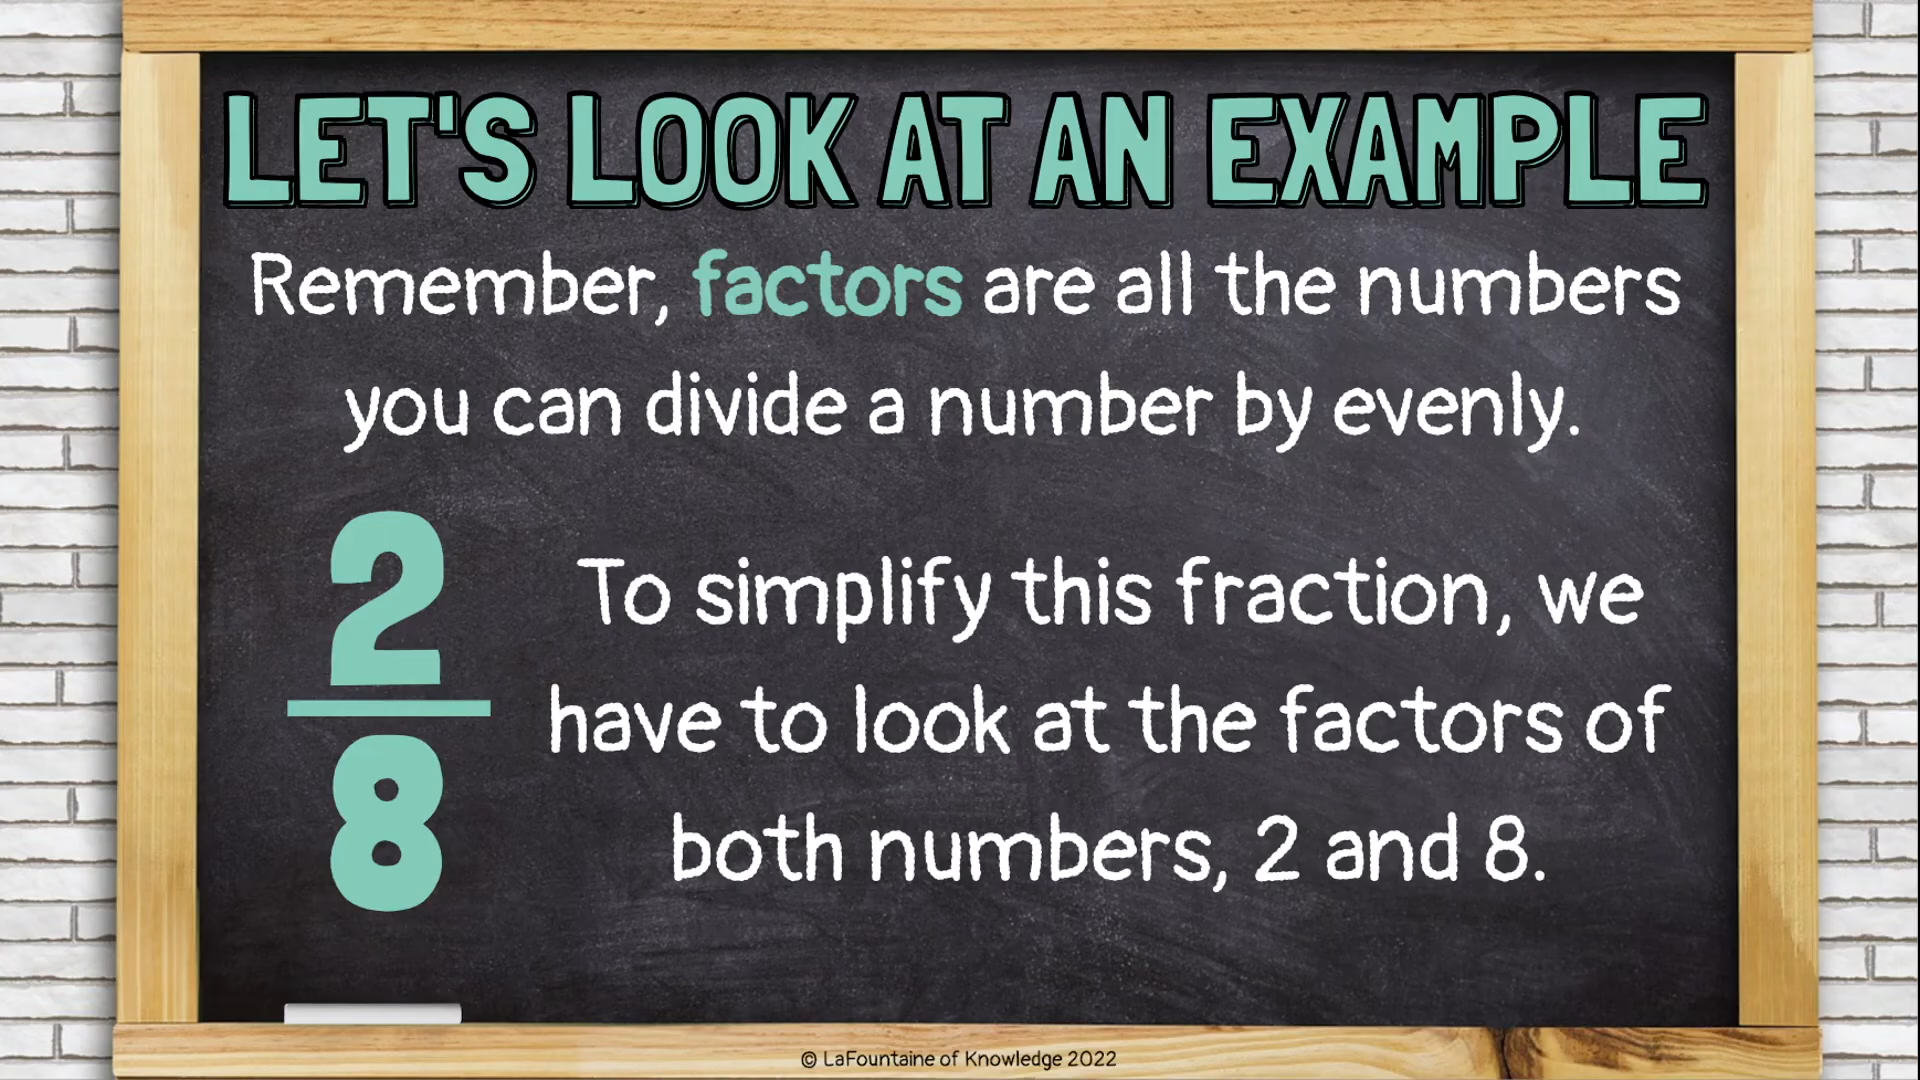 LET'S LOOK AT AN EXAMPLE
Remember, factors are all the numbers
you can divide a number by evenly.
2
8
To simplify this fraction, we
have to look at the factors of
both numbers, 2 and 8.
© LaFountaine of Knowledge 2022